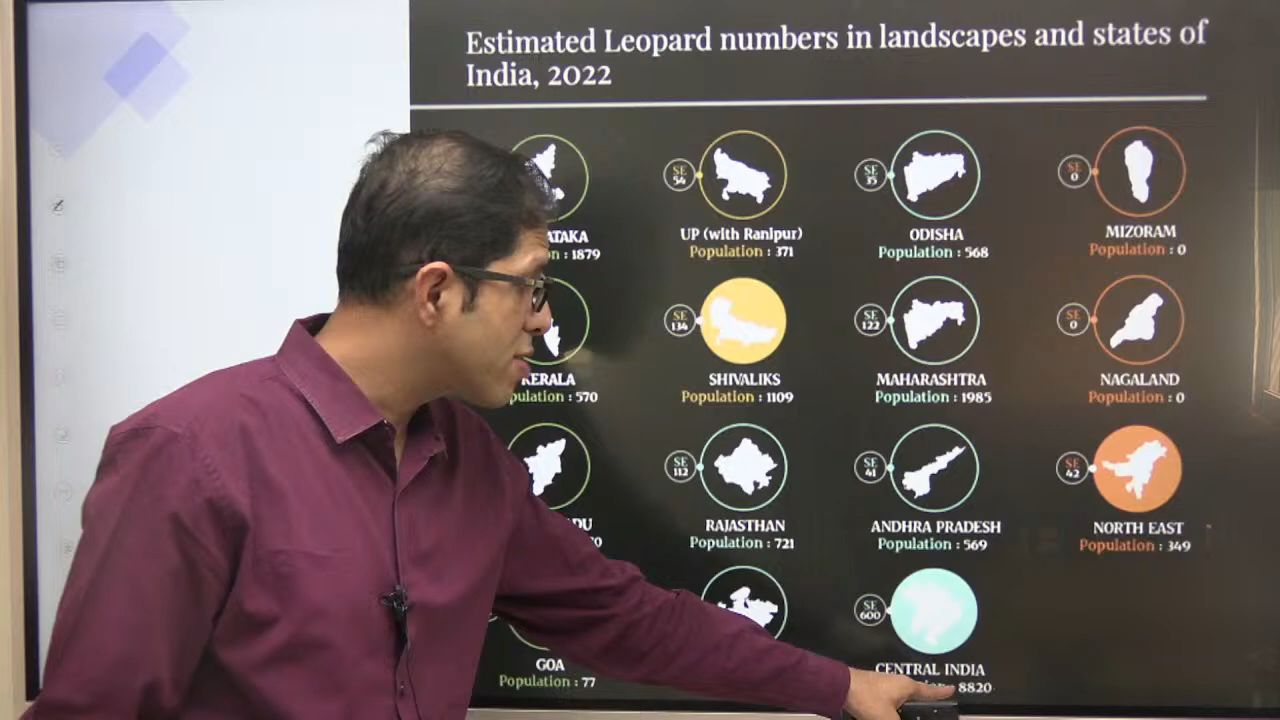 Estimated Leopard numbers in landscapes and states of
India, 2022
SE
54
SE
35
SE
0
UP (with Ranipur)
ODISHA
MIZORAM
: 1879
Population : 371
Population : 568
Population : 0
SE
134
SE
122
SE
0
KERALA
SHIVALIKS
MAHARASHTRA
NAGALAND
: 570
Population : 1109
Population : 1985
Population : 0
SE
112
SE
41
SE
42
RAJASTHAN
ANDHRA PRADESH
NORTH EAST
Population : 721
Population : 569
Population : 349
SE
600
GOA
CENTRAL INDIA
Population : 77
8820